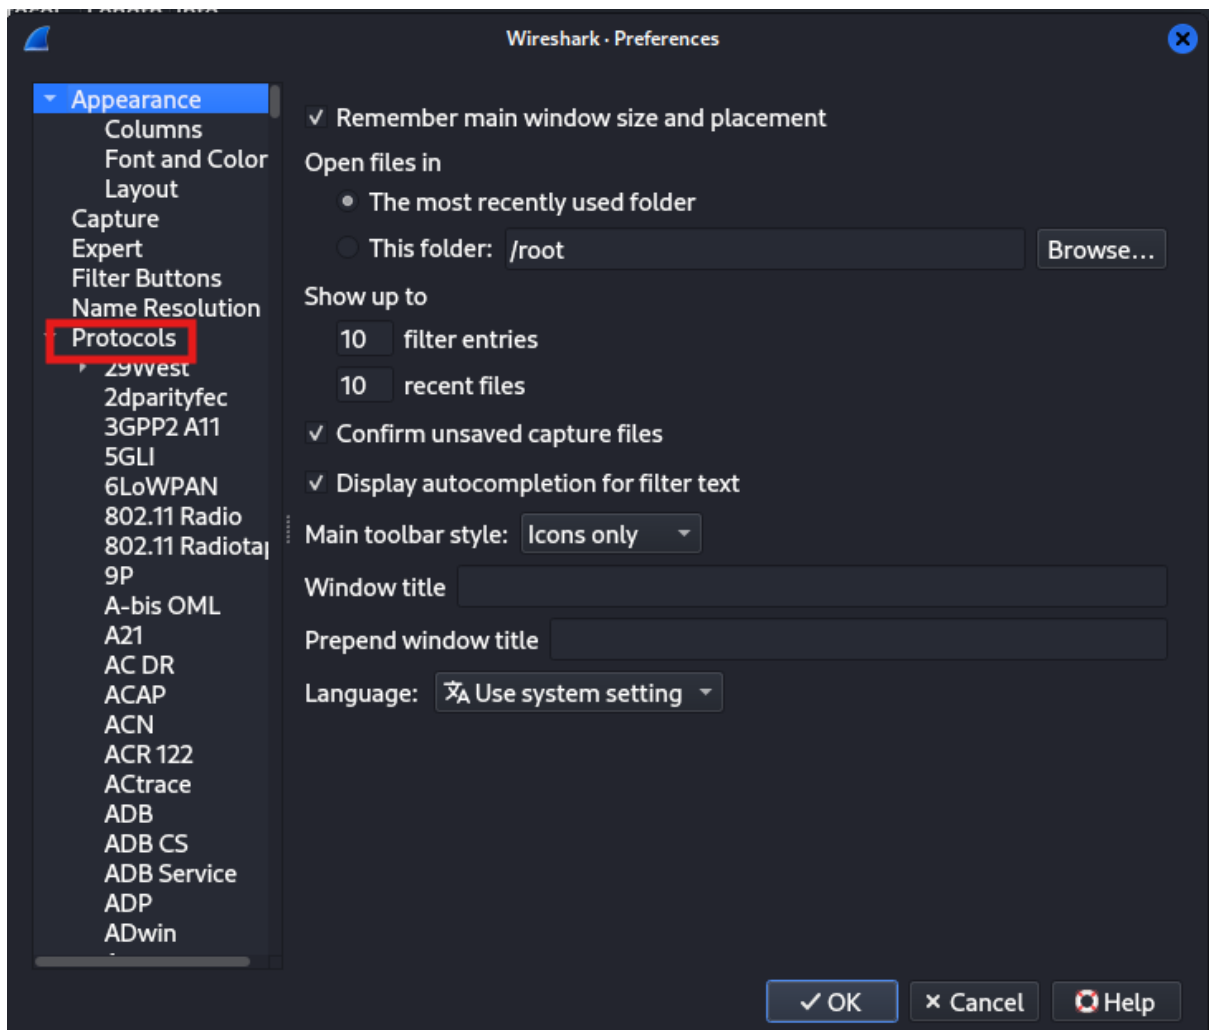 Wireshark · Preferences
Appearance
Columns
Font and Color
Layout
Capture
Expert
Filter Buttons
Name Resolution
Protocols
29West
2dparityfec
3GPP2 A11
5GLI
6LoWPAN
802.11 Radio
802.11 Radiotap
9P
A-bis OML
A21
AC DR
ACAP
ACN
ACR 122
ACtrace
ADB
ADB CS
ADB Service
ADP
ADwin
Remember main window size and placement
Open files in
The most recently used folder
This folder: /root Browse...
Show up to
10 filter entries
10 recent files
Confirm unsaved capture files
Display autocompletion for filter text
Main toolbar style: Icons only
Window title
Prepend window title
Language: Use system setting
OK Cancel Help